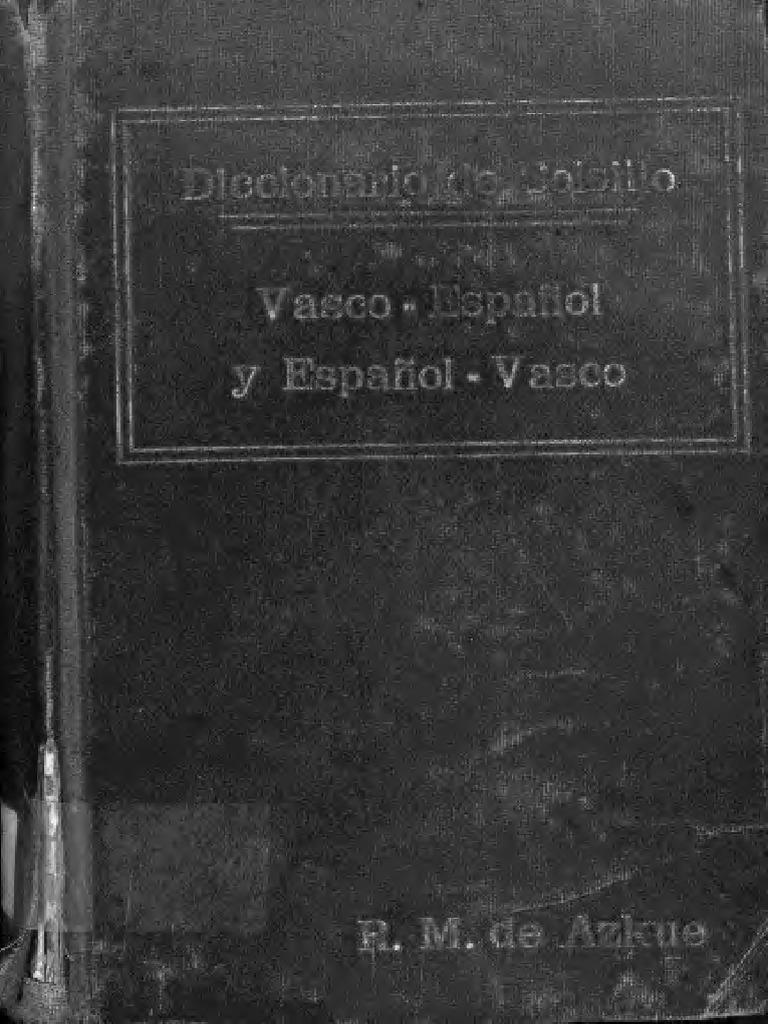 Diccionario de Bolsillo
Vasco - Español
y Español - Vasco
R. M. de Azkue